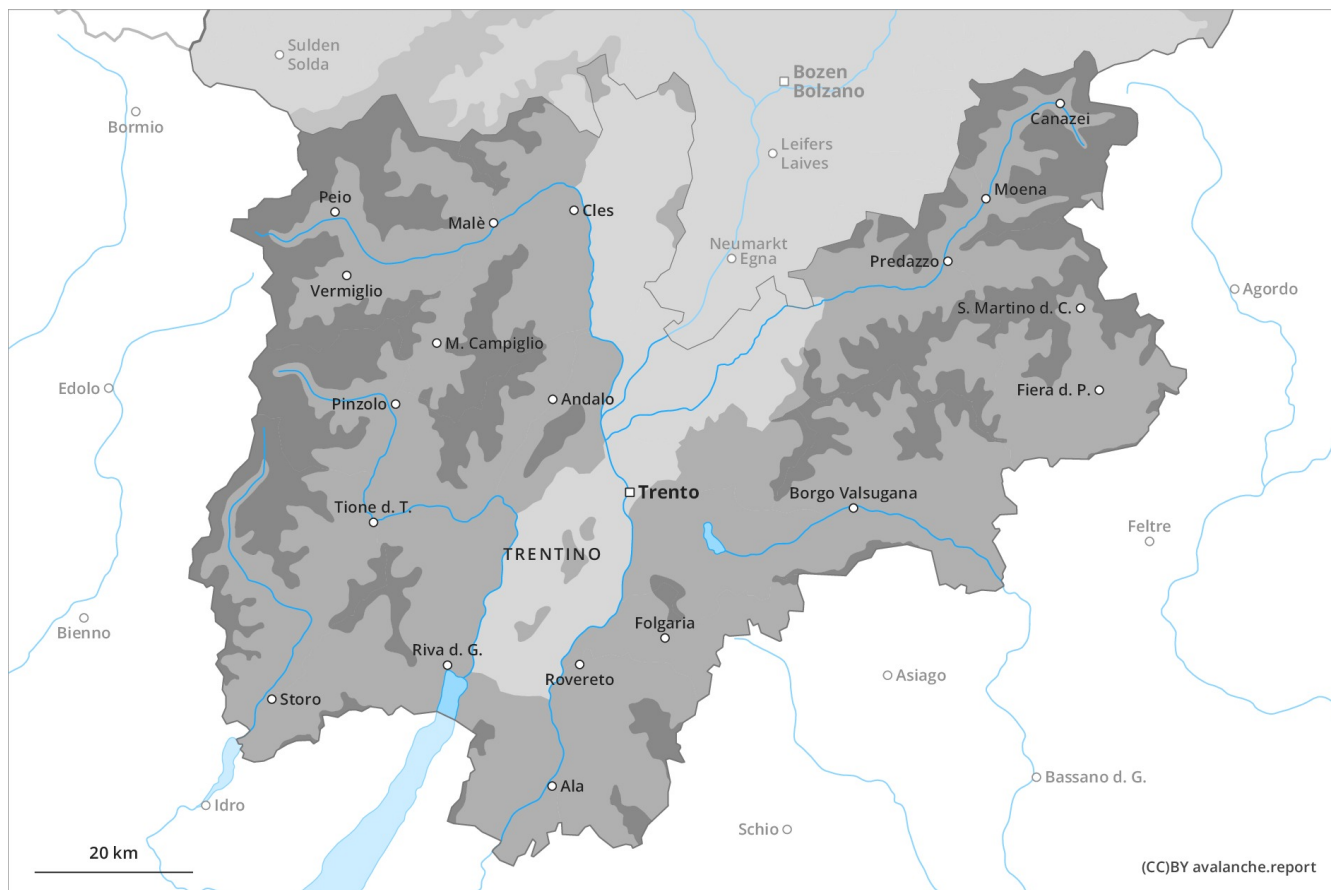 Sulden
Solda
Bozen
Bolzano
Bormio
Canazei
Leifers
Laives
Peio
Moena
Malè
Cles
Neumarkt
Egna
Predazzo
Vermiglio
Agordo
S. Martino d. C.
M. Campiglio
Edolo
Andalo
Fiera d. P.
Pinzolo
Trento
Borgo Valsugana
Tione d. T.
Feltre
TRENTINO
Bienno
Folgaria
Riva d. G.
Rovereto
Asiago
Storo
Bassano d. G.
Ala
Idro
Schio
20 km
(CC)BY avalanche.report